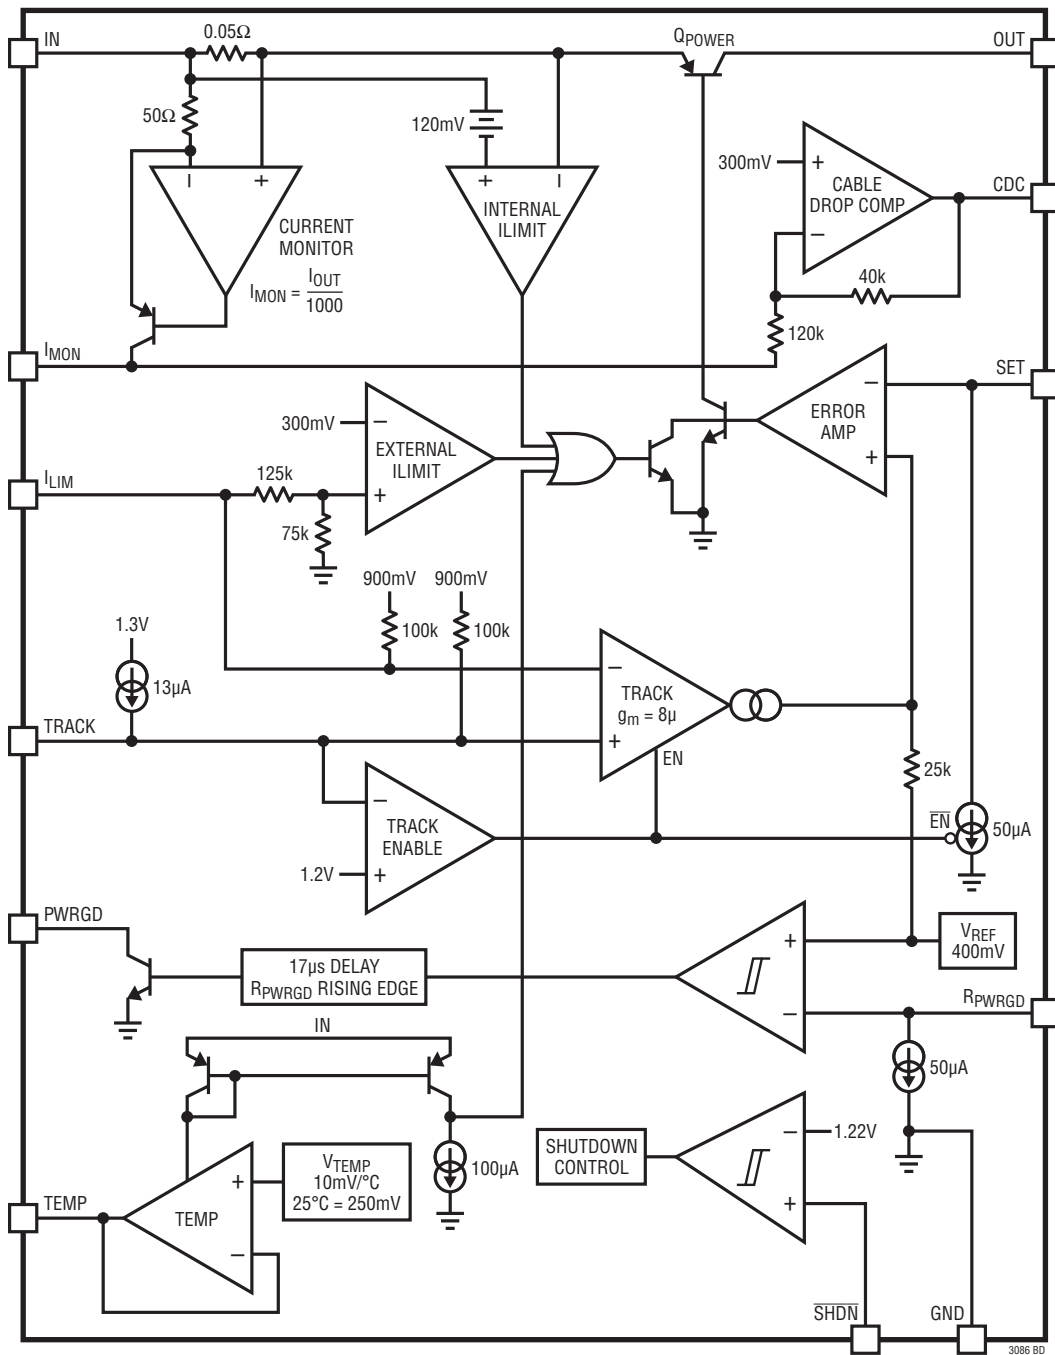 IN
0.05Ω
QPOWER
OUT
50Ω
120mV
300mV
+
CABLE
DROP COMP
–
CDC
–
+
CURRENT
MONITOR
IMON = IOUT
1000
+
–
INTERNAL
ILIMIT
40k
120k
IMON
SET
300mV
–
EXTERNAL
ILIMIT
+
–
ERROR
AMP
+
ILIM
125k
75k
900mV
900mV
100k
100k
1.3V
13µA
–
TRACK
gm = 8µ
+
EN
TRACK
25k
–
TRACK
ENABLE
1.2V
+
EN
50µA
PWRGD
17µs DELAY
RPWRGD RISING EDGE
+
–
VREF
400mV
RPWRGD
IN
50µA
SHUTDOWN
CONTROL
–
1.22V
+
VTEMP
10mV/°C
25°C = 250mV
100µA
TEMP
+
TEMP
–
SHDN
GND
3086 BD